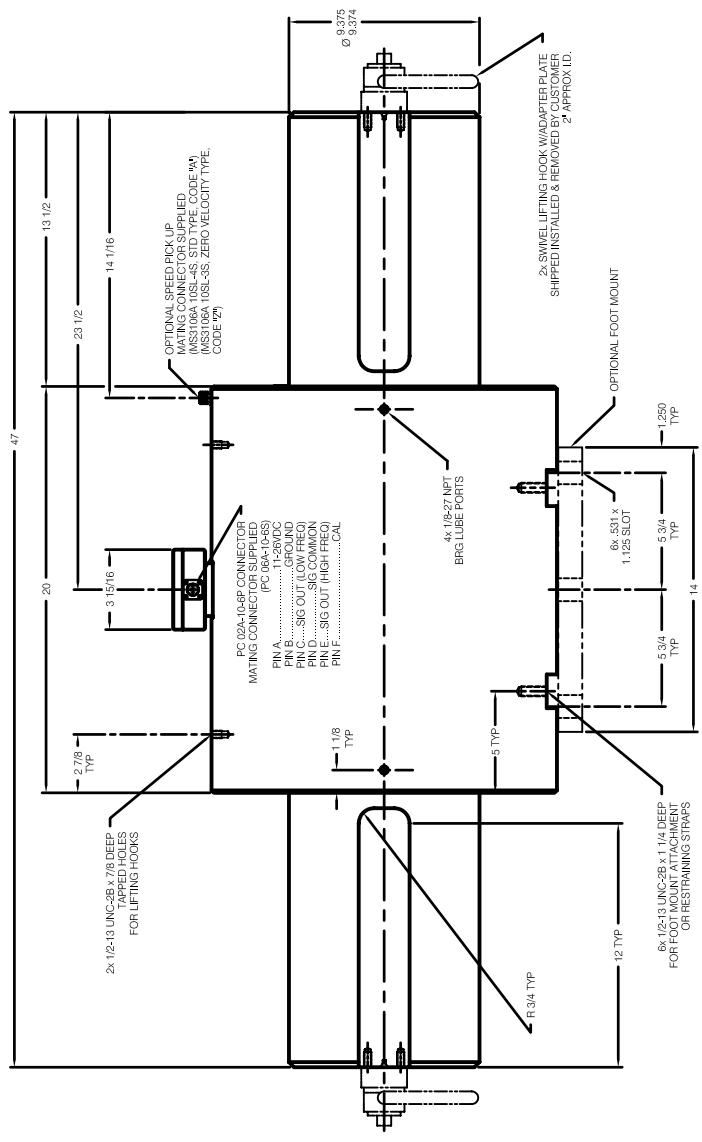 47
13 1/2
20
23 1/2
14 1/16
3 15/16
2 7/8
TYP
Ø 9.375
9.374
OPTIONAL SPEED PICK UP
MATING CONNECTOR SUPPLIED
(MS3106A 10SL-4S, STD TYPE, CODE "A")
(MS3106A 10SL-3S, ZERO VELOCITY TYPE,
CODE "Z")
2x 1/2-13 UNC-2B x 7/8 DEEP
TAPPED HOLES
FOR LIFTING HOOKS
PC 02A-10-6P CONNECTOR
MATING CONNECTOR SUPPLIED
(PC 06A-10-6S)
PIN A..........11-26VDC
PIN B...............GROUND
PIN C.....SIG OUT (LOW FREQ)
PIN D..............SIG COMMON
PIN E....SIG OUT (HIGH FREQ)
PIN F.........................CAL
1 1/8
TYP
4x 1/8-27 NPT
BRG LUBE PORTS
2x SWIVEL LIFTING HOOK W/ADAPTER PLATE
SHIPPED INSTALLED & REMOVED BY CUSTOMER
2" APPROX I.D.
OPTIONAL FOOT MOUNT
5 TYP
R 3/4 TYP
12 TYP
6x 1/2-13 UNC-2B x 1 1/4 DEEP
FOR FOOT MOUNT ATTACHMENT
OR RESTRAINING STRAPS
6x .531 x
1.125 SLOT
1.250
TYP
5 3/4
TYP
5 3/4
TYP
14